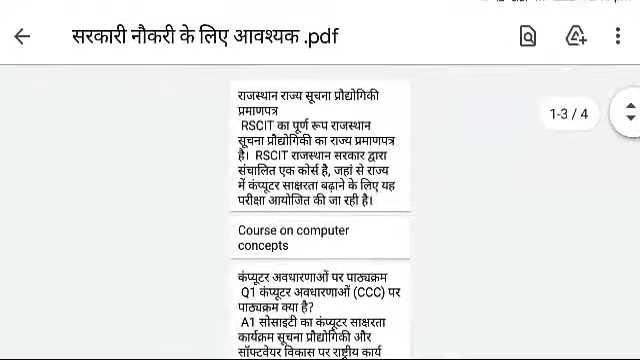 सरकारी नौकरी के लिए आवश्यक .pdf
राजस्थान राज्य सूचना प्रौद्योगिकी
प्रमाणपत्र
RSCIT का पूर्ण रूप राजस्थान
सूचना प्रौद्योगिकी का राज्य प्रमाणपत्र
है। RSCIT राजस्थान सरकार द्वारा
संचालित एक कोर्स है, जहां से राज्य
में कंप्यूटर साक्षरता बढ़ाने के लिए यह
परीक्षा आयोजित की जा रही है।
1-3 / 4
Course on computer
concepts
कंप्यूटर अवधारणाओं पर पाठ्यक्रम
Q1 कंप्यूटर अवधारणाओं (CCC) पर
पाठ्यक्रम क्या है?
A1 सोसाइटी का कंप्यूटर साक्षरता
कार्यक्रम सूचना प्रौद्योगिकी और
सॉफ्टवेयर विकास पर राष्ट्रीय कार्य